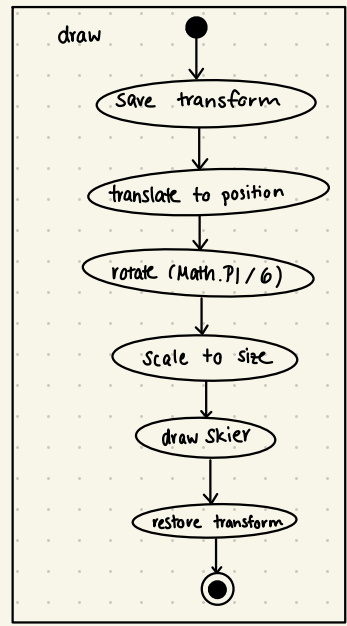 draw
save transform
translate to position
rotate (Math.PI / 6)
scale to size
draw skier
restore transform